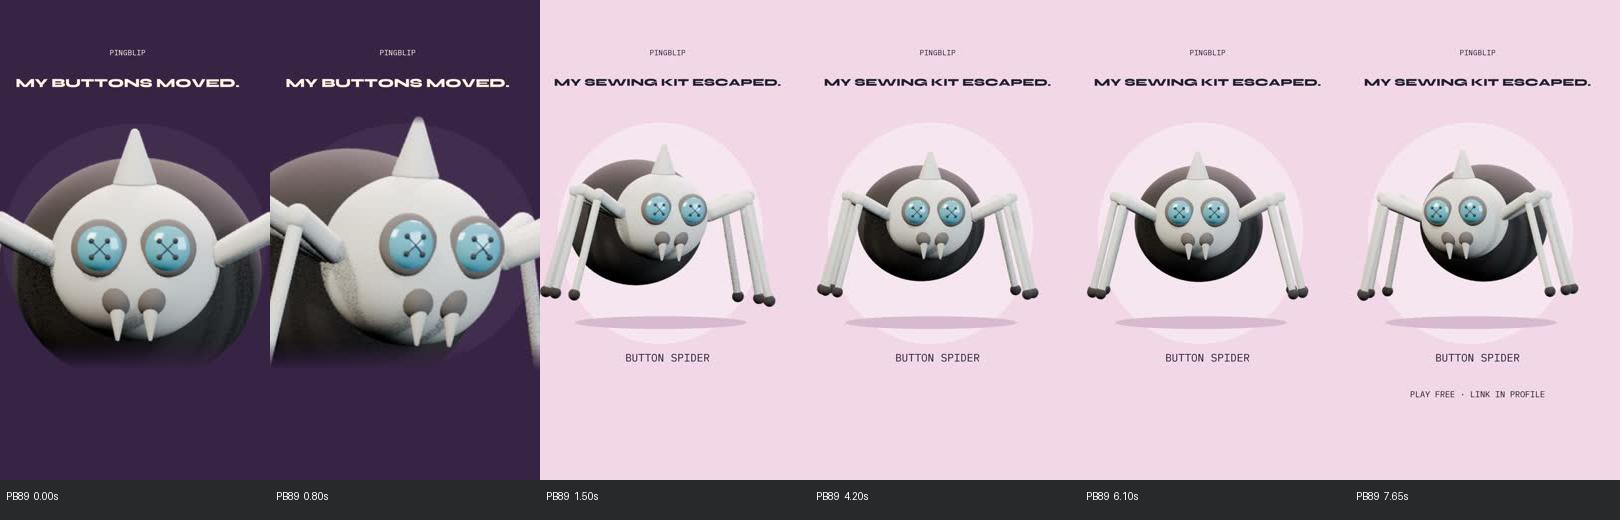 PINGBLIP
MY BUTTONS MOVED.
PB89 0.00s
PINGBLIP
MY BUTTONS MOVED.
PB89 0.80s
PINGBLIP
MY SEWING KIT ESCAPED.
BUTTON SPIDER
PB89 1.50s
PINGBLIP
MY SEWING KIT ESCAPED.
BUTTON SPIDER
PB89 4.20s
PINGBLIP
MY SEWING KIT ESCAPED.
BUTTON SPIDER
PB89 6.10s
PINGBLIP
MY SEWING KIT ESCAPED.
BUTTON SPIDER
PLAY FREE · LINK IN PROFILE
PB89 7.65s